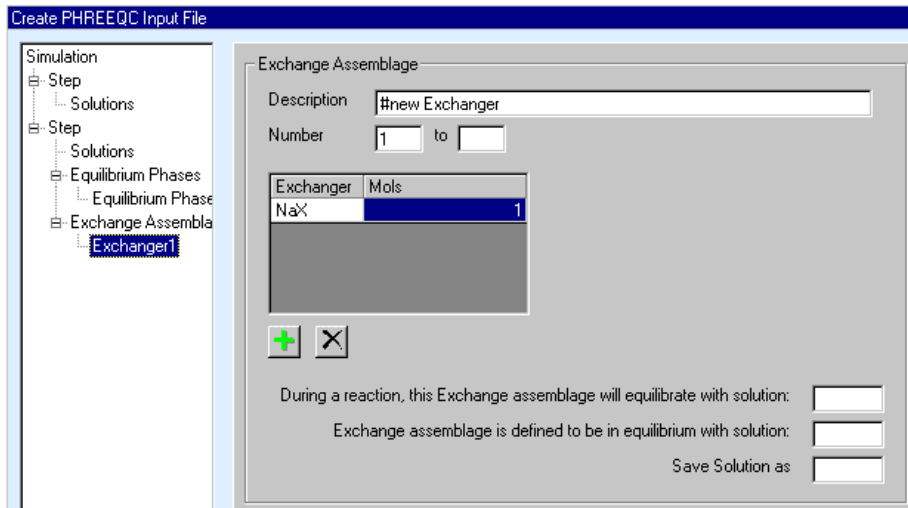 Create PHREEQC Input File
Simulation
Step
Solutions
Step
Solutions
Equilibrium Phases
Equilibrium Phase
Exchange Assembla
Exchanger1
Exchange Assemblage
Description #new Exchanger
Number 1 to
Exchanger Mols
NaX 1
During a reaction, this Exchange assemblage will equilibrate with solution:
Exchange assemblage is defined to be in equilibrium with solution:
Save Solution as